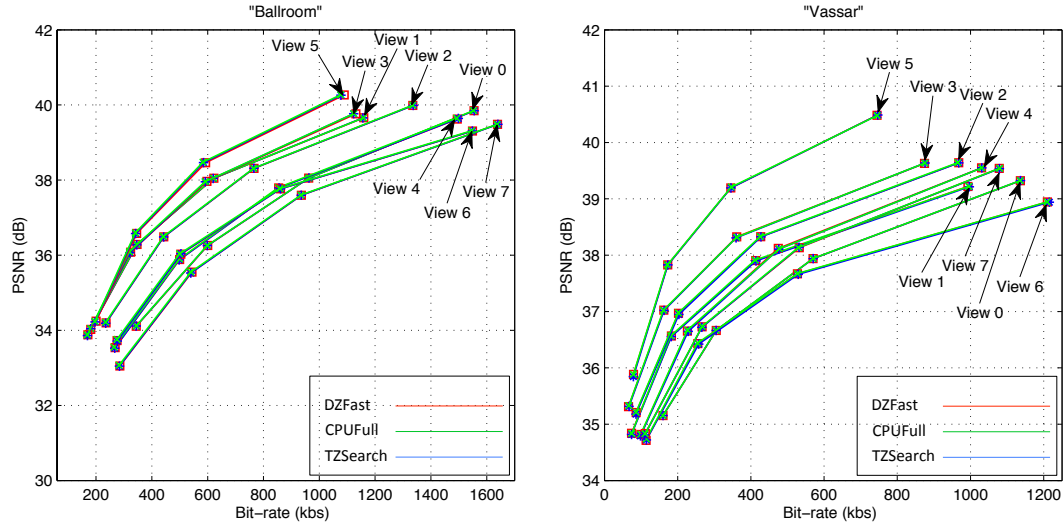 "Ballroom"
42
40
38
36
34
32
30
PSNR (dB)
200 400 600 800 1000 1200 1400 1600
Bit−rate (kbs)
View 5
View 3
View 1
View 2
View 0
View 4
View 6
View 7
DZFast
CPUFull
TZSearch
"Vassar"
42
41
40
39
38
37
36
35
34
PSNR (dB)
0 200 400 600 800 1000 1200
Bit−rate (kbs)
View 5
View 3
View 2
View 4
View 1
View 7
View 0
View 6
DZFast
CPUFull
TZSearch